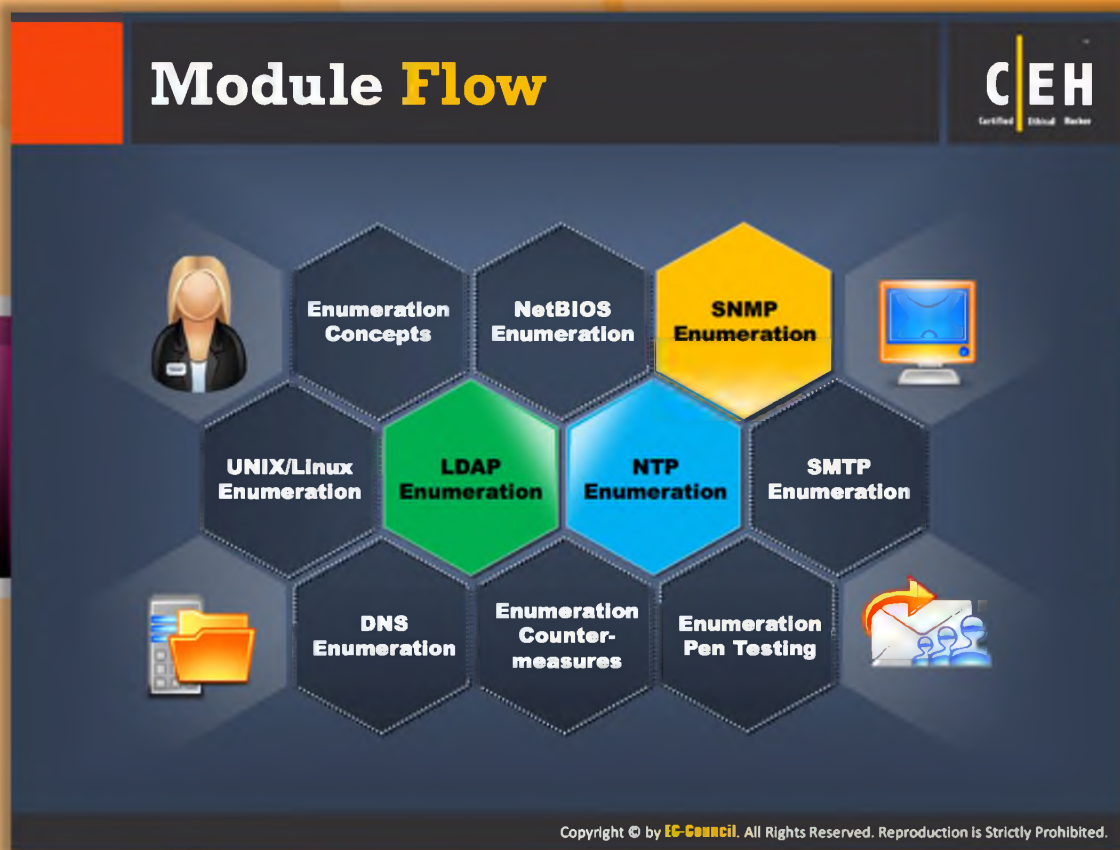 Module Flow
C EH
Certified Ethical Hacker
Enumeration
Concepts
NetBIOS
Enumeration
SNMP
Enumeration
UNIX/Linux
Enumeration
LDAP
Enumeration
NTP
Enumeration
SMTP
Enumeration
DNS
Enumeration
Enumeration
Counter-
measures
Enumeration
Pen Testing
Copyright © by EC-Council. All Rights Reserved. Reproduction is Strictly Prohibited.